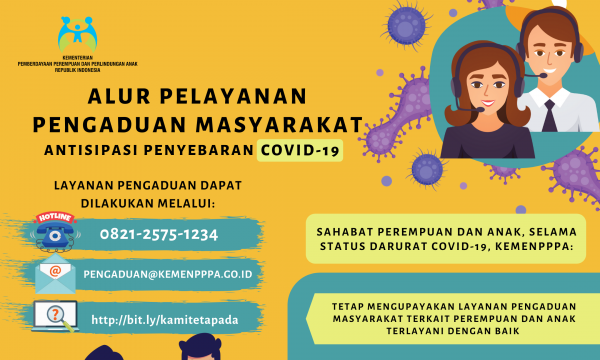 KEMENTERIAN
PEMBERDAYAAN PEREMPUAN DAN PERLINDUNGAN ANAK
REPUBLIK INDONESIA
ALUR PELAYANAN
PENGADUAN MASYARAKAT
ANTISIPASI PENYEBARAN COVID-19
LAYANAN PENGADUAN DAPAT
DILAKUKAN MELALUI:
HOTLINE
0821-2575-1234
@
PENGADUAN@KEMENPPPA.GO.ID
?
http://bit.ly/kamitetapada
SAHABAT PEREMPUAN DAN ANAK, SELAMA
STATUS DARURAT COVID-19, KEMENPPPA:
TETAP MENGUPAYAKAN LAYANAN PENGADUAN
MASYARAKAT TERKAIT PEREMPUAN DAN ANAK
TERLAYANI DENGAN BAIK